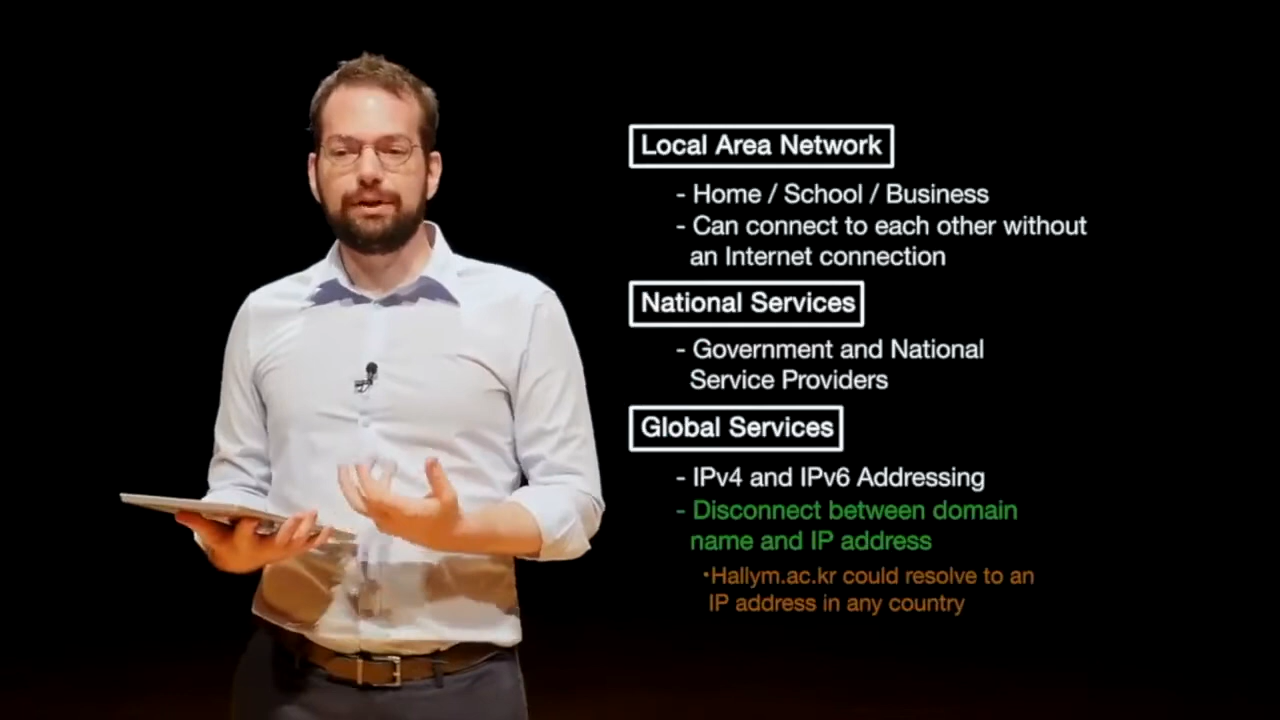 Local Area Network
- Home / School / Business
- Can connect to each other without
an Internet connection
National Services
- Government and National
Service Providers
Global Services
- IPv4 and IPv6 Addressing
- Disconnect between domain
name and IP address
·Hallym.ac.kr could resolve to an
IP address in any country